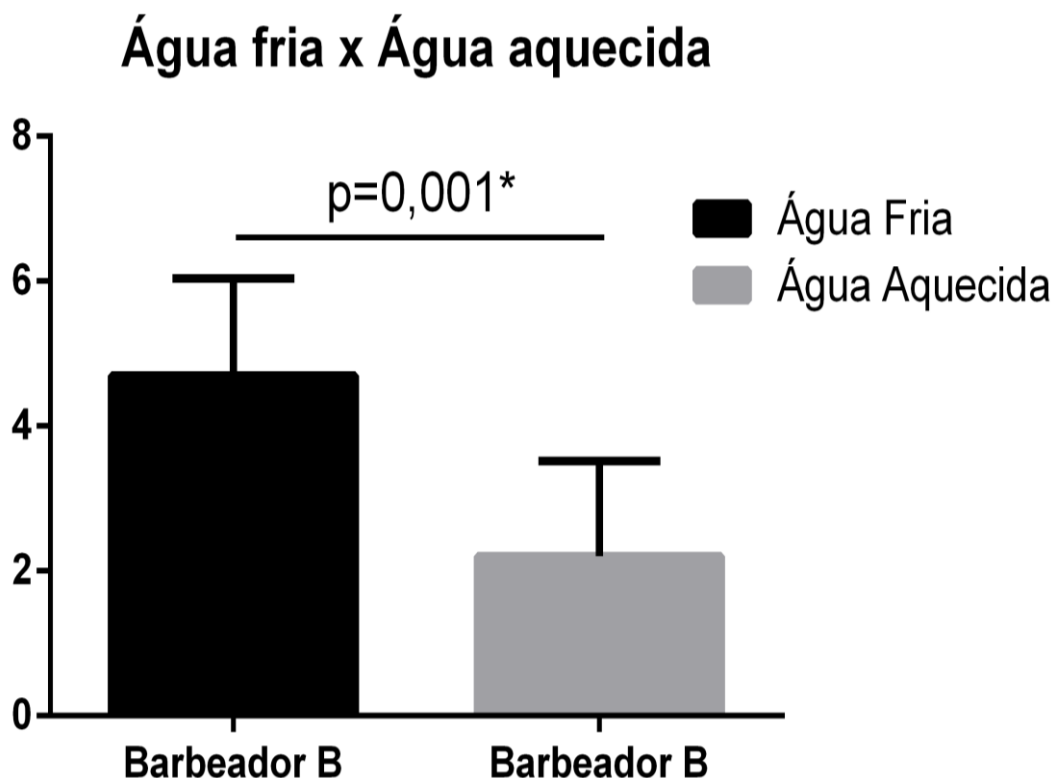 Água fria x Água aquecida
8
p=0,001*
Água Fria
6
Água Aquecida
4
2
0
Barbeador B
Barbeador B